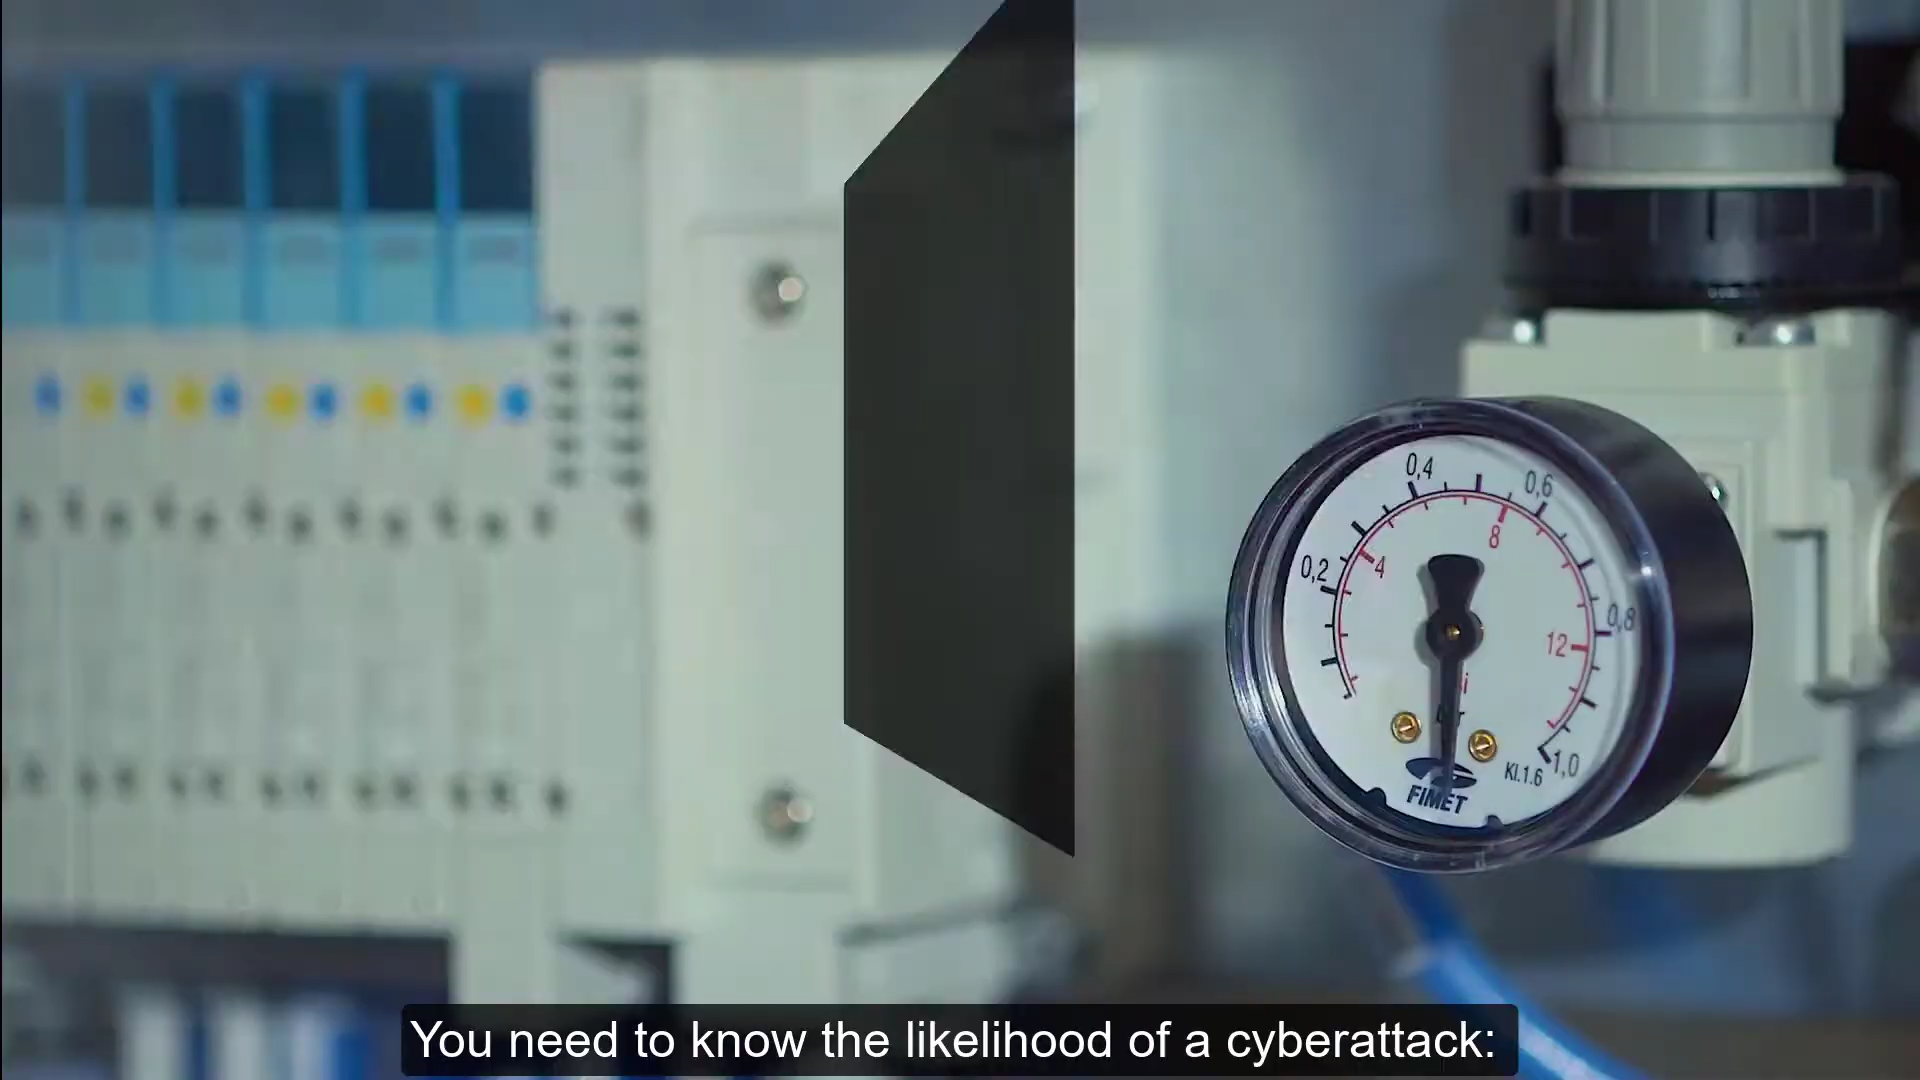 0,4
0,6
8
0,2
4
0,8
12
1,0
Kl.1.6
FIMET
You need to know the likelihood of a cyberattack: